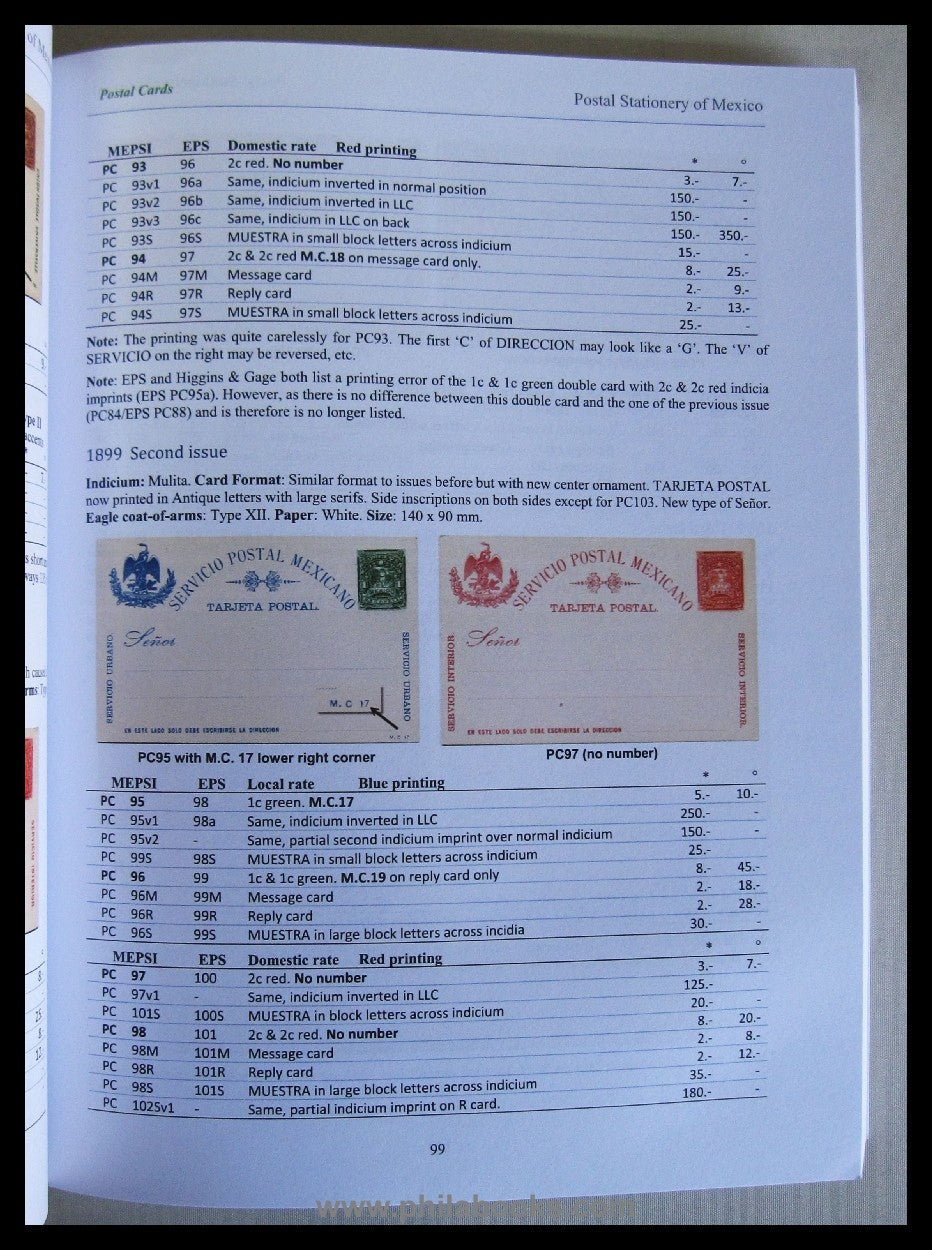 Postal Cards
Postal Stationery of Mexico
MEPSI EPS Domestic rate Red printing * o
PC 93 96 2c red. No number 3.- 7.-
PC 93v1 96a Same, indicium inverted in normal position 150.- -
PC 93v2 96b Same, indicium inverted in LLC 150.- -
PC 93v3 96c Same, indicium in LLC on back 150.- 350.-
PC 93S 96S MUESTRA in small block letters across indicium 15.- -
PC 94 97 2c & 2c red M.C.18 on message card only. 8.- 25.-
PC 94M 97M Message card 2.- 9.-
PC 94R 97R Reply card 2.- 13.-
PC 94S 97S MUESTRA in small block letters across indicium 25.- -
Note: The printing was quite carelessly for PC93. The first ‘C’ of DIRECCION may look like a ‘G’. The ‘V’ of
SERVICIO on the right may be reversed, etc.
Note: EPS and Higgins & Gage both list a printing error of the 1c & 1c green double card with 2c & 2c red indicia
imprints (EPS PC95a). However, as there is no difference between this double card and the one of the previous issue
(PC84/EPS PC88) and is therefore is no longer listed.
1899 Second issue
Indicium: Mulita. Card Format: Similar format to issues before but with new center ornament. TARJETA POSTAL
now printed in Antique letters with large serifs. Side inscriptions on both sides except for PC103. New type of Señor.
Eagle coat-of-arms: Type XII. Paper: White. Size: 140 x 90 mm.
SERVICIO POSTAL MEXICANO
TARJETA POSTAL.
Señor
SERVICIO URBANO.
SERVICIO URBANO
M. C 17
EN ESTE LADO SOLO DEBE ESCRIBIRSE LA DIRECCION
M. C 17
SERVICIO POSTAL MEXICANO
TARJETA POSTAL.
Señor
SERVICIO INTERIOR.
SERVICIO INTERIOR.
EN ESTE LADO SOLO DEBE ESCRIBIRSE LA DIRECCION
PC95 with M.C. 17 lower right corner
PC97 (no number)
MEPSI EPS Local rate Blue printing * o
PC 95 98 1c green. M.C.17 5.- 10.-
PC 95v1 98a Same, indicium inverted in LLC 250.- -
PC 95v2 - Same, partial second indicium imprint over normal indicium 150.- -
PC 99S 98S MUESTRA in small block letters across indicium 25.- -
PC 96 99 1c & 1c green. M.C.19 on reply card only 8.- 45.-
PC 96M 99M Message card 2.- 18.-
PC 96R 99R Reply card 2.- 28.-
PC 96S 99S MUESTRA in large block letters across incidia 30.- -
MEPSI EPS Domestic rate Red printing * o
PC 97 100 2c red. No number 3.- 7.-
PC 97v1 - Same, indicium inverted in LLC 125.-
PC 101S 100S MUESTRA in block letters across indicium 20.- -
PC 98 101 2c & 2c red. No number 8.- 20.-
PC 98M 101M Message card 2.- 8.-
PC 98R 101R Reply card 2.- 12.-
PC 98S 101S MUESTRA in large block letters across indicium 35.- -
PC 102Sv1 - Same, partial indicium imprint on R card. 180.- -
99
www.philabooks.com